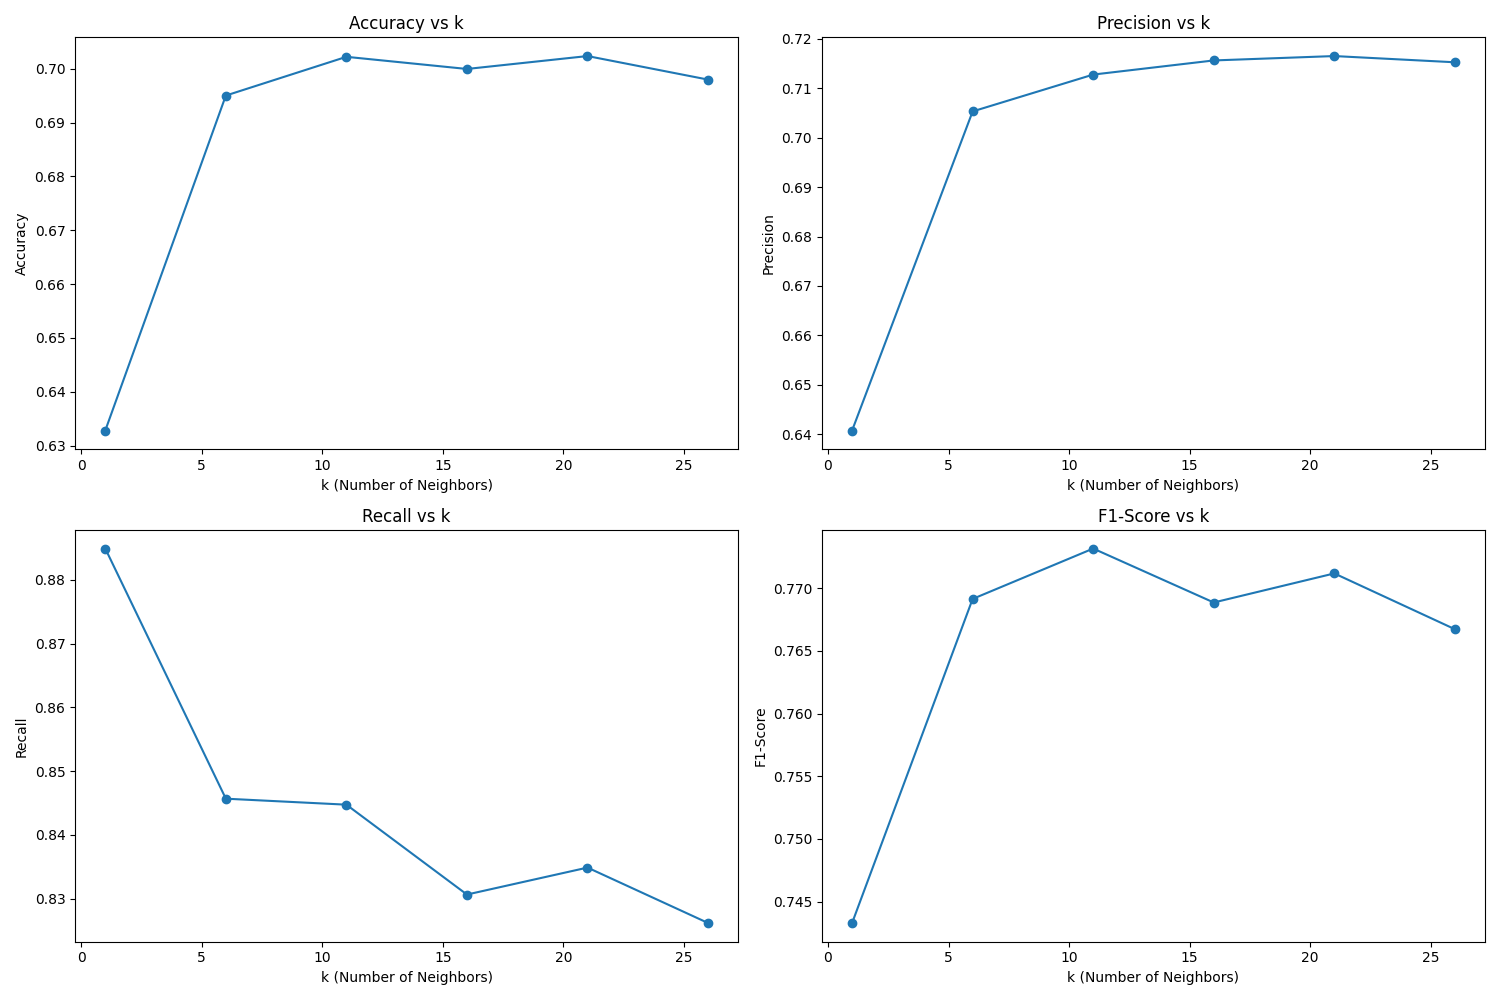 Accuracy vs k
0.70
0.69
0.68
0.67
0.66
0.65
0.64
0.63
Accuracy
0 5 10 15 20 25
k (Number of Neighbors)
Precision vs k
0.72
0.71
0.70
0.69
0.68
0.67
0.66
0.65
0.64
Precision
0 5 10 15 20 25
k (Number of Neighbors)
Recall vs k
0.88
0.87
0.86
0.85
0.84
0.83
Recall
0 5 10 15 20 25
k (Number of Neighbors)
F1-Score vs k
0.770
0.765
0.760
0.755
0.750
0.745
F1-Score
0 5 10 15 20 25
k (Number of Neighbors)